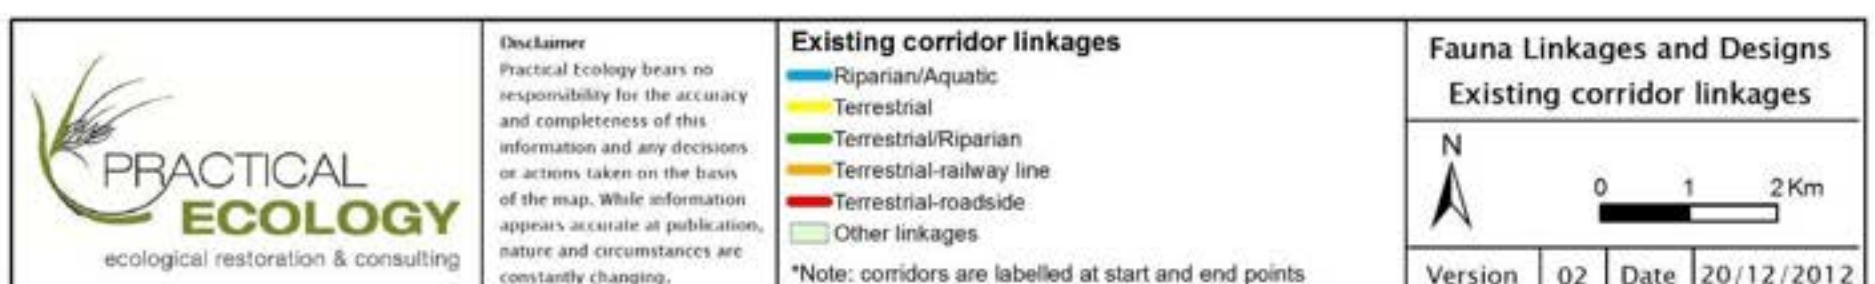 PRACTICAL
ECOLOGY
ecological restoration & consulting
Disclaimer
Practical Ecology bears no
responsibility for the accuracy
and completeness of this
information and any decisions
or actions taken on the basis
of the map. While information
appears accurate at publication,
nature and circumstances are
constantly changing.
Existing corridor linkages
Riparian/Aquatic
Terrestrial
Terrestrial/Riparian
Terrestrial-railway line
Terrestrial-roadside
Other linkages
*Note: corridors are labelled at start and end points
Fauna Linkages and Designs
Existing corridor linkages
N
0 1 2 Km
Version 02 Date 20/12/2012